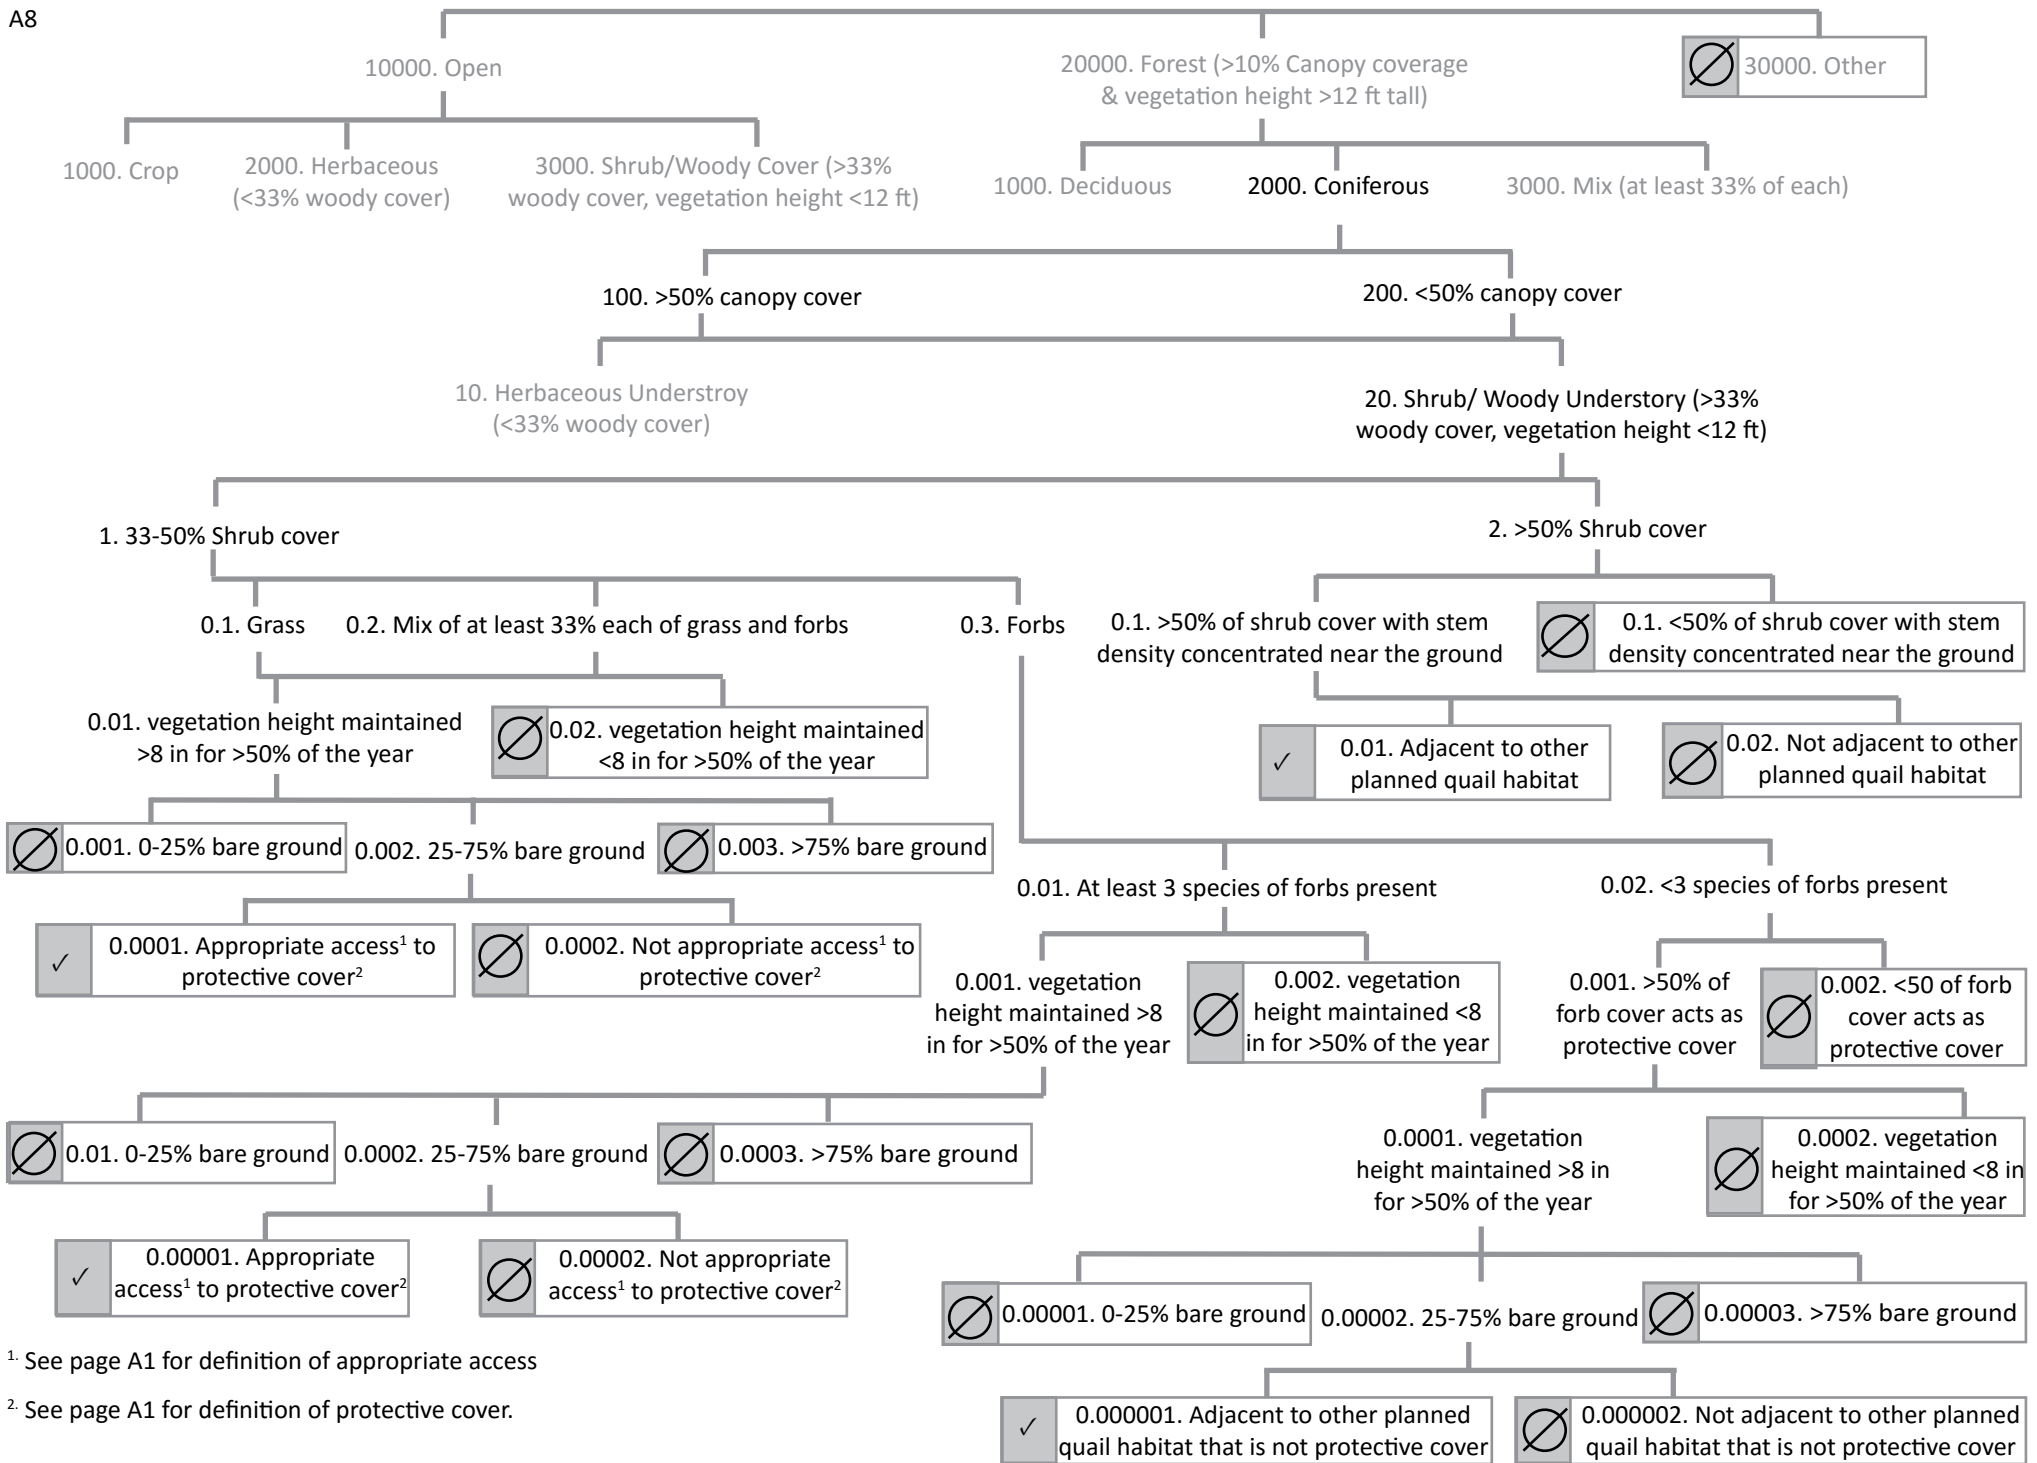 A8
10000. Open
20000. Forest (>10% Canopy coverage
& vegetation height >12 ft tall)
30000. Other
1000. Crop
2000. Herbaceous
(<33% woody cover)
3000. Shrub/Woody Cover (>33%
woody cover, vegetation height <12 ft)
1000. Deciduous
2000. Coniferous
3000. Mix (at least 33% of each)
100. >50% canopy cover
200. <50% canopy cover
10. Herbaceous Understroy
(<33% woody cover)
20. Shrub/ Woody Understory (>33%
woody cover, vegetation height <12 ft)
1. 33-50% Shrub cover
2. >50% Shrub cover
0.1. Grass
0.2. Mix of at least 33% each of grass and forbs
0.3. Forbs
0.1. >50% of shrub cover with stem
density concentrated near the ground
0.1. <50% of shrub cover with stem
density concentrated near the ground
0.01. vegetation height maintained
>8 in for >50% of the year
0.02. vegetation height maintained
<8 in for >50% of the year
✓ 0.01. Adjacent to other
planned quail habitat
0.02. Not adjacent to other
planned quail habitat
0.001. 0-25% bare ground
0.002. 25-75% bare ground
0.003. >75% bare ground
0.01. At least 3 species of forbs present
0.02. <3 species of forbs present
✓ 0.0001. Appropriate access¹ to
protective cover²
0.0002. Not appropriate access¹ to
protective cover²
0.001. vegetation
height maintained >8
in for >50% of the year
0.002. vegetation
height maintained <8
in for >50% of the year
0.001. >50% of
forb cover acts as
protective cover
0.002. <50 of forb
cover acts as
protective cover
0.01. 0-25% bare ground
0.0002. 25-75% bare ground
0.0003. >75% bare ground
0.0001. vegetation
height maintained >8 in
for >50% of the year
0.0002. vegetation
height maintained <8 in
for >50% of the year
✓ 0.00001. Appropriate
access¹ to protective cover²
0.00002. Not appropriate
access¹ to protective cover²
0.00001. 0-25% bare ground
0.00002. 25-75% bare ground
0.00003. >75% bare ground
✓ 0.000001. Adjacent to other planned
quail habitat that is not protective cover
0.000002. Not adjacent to other planned
quail habitat that is not protective cover
1. See page A1 for definition of appropriate access
2. See page A1 for definition of protective cover.